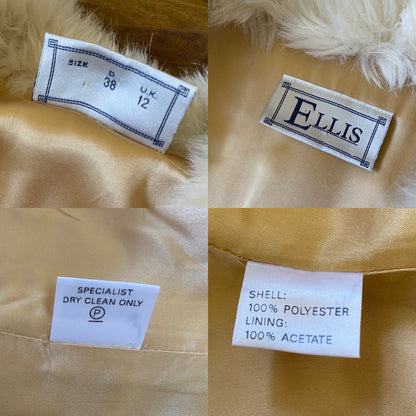 SIZE D 38 U.K. 12
ELLIS
SPECIALIST
DRY CLEAN ONLY
P
SHELL:
100% POLYESTER
LINING:
100% ACETATE